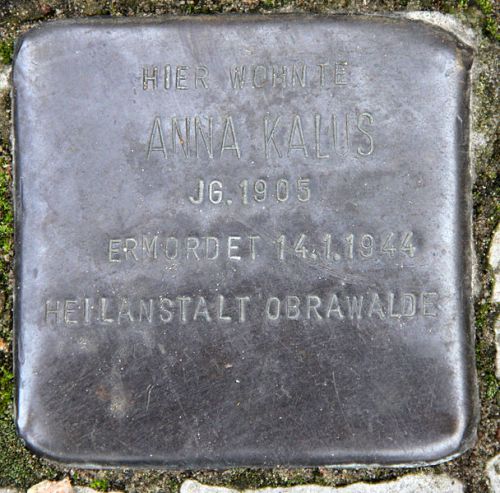 HIER WOHNTE
ANNA KALUS
JG. 1905
ERMORDET 14.1.1944
HEILANSTALT OBRAWALDE